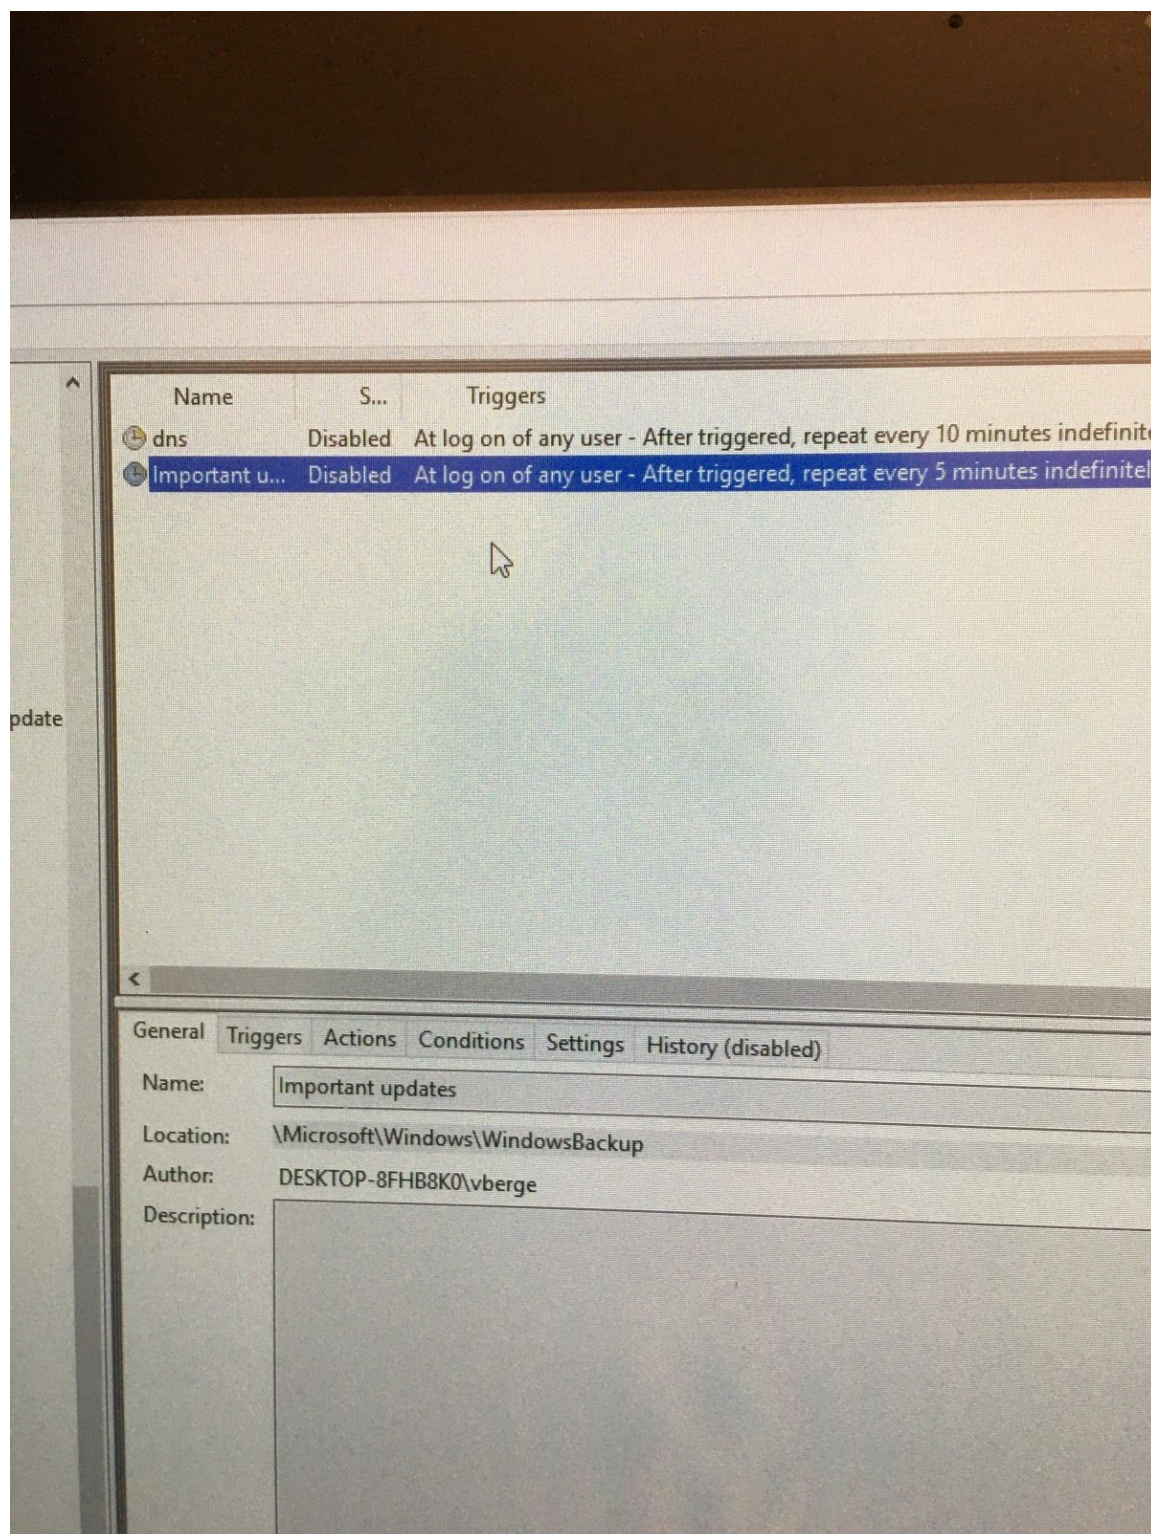 Name S... Triggers
dns Disabled At log on of any user - After triggered, repeat every 10 minutes indefinite
Important u... Disabled At log on of any user - After triggered, repeat every 5 minutes indefinitel
pdate
General Triggers Actions Conditions Settings History (disabled)
Name: Important updates
Location: \Microsoft\Windows\WindowsBackup
Author: DESKTOP-8FHB8K0\vberge
Description: